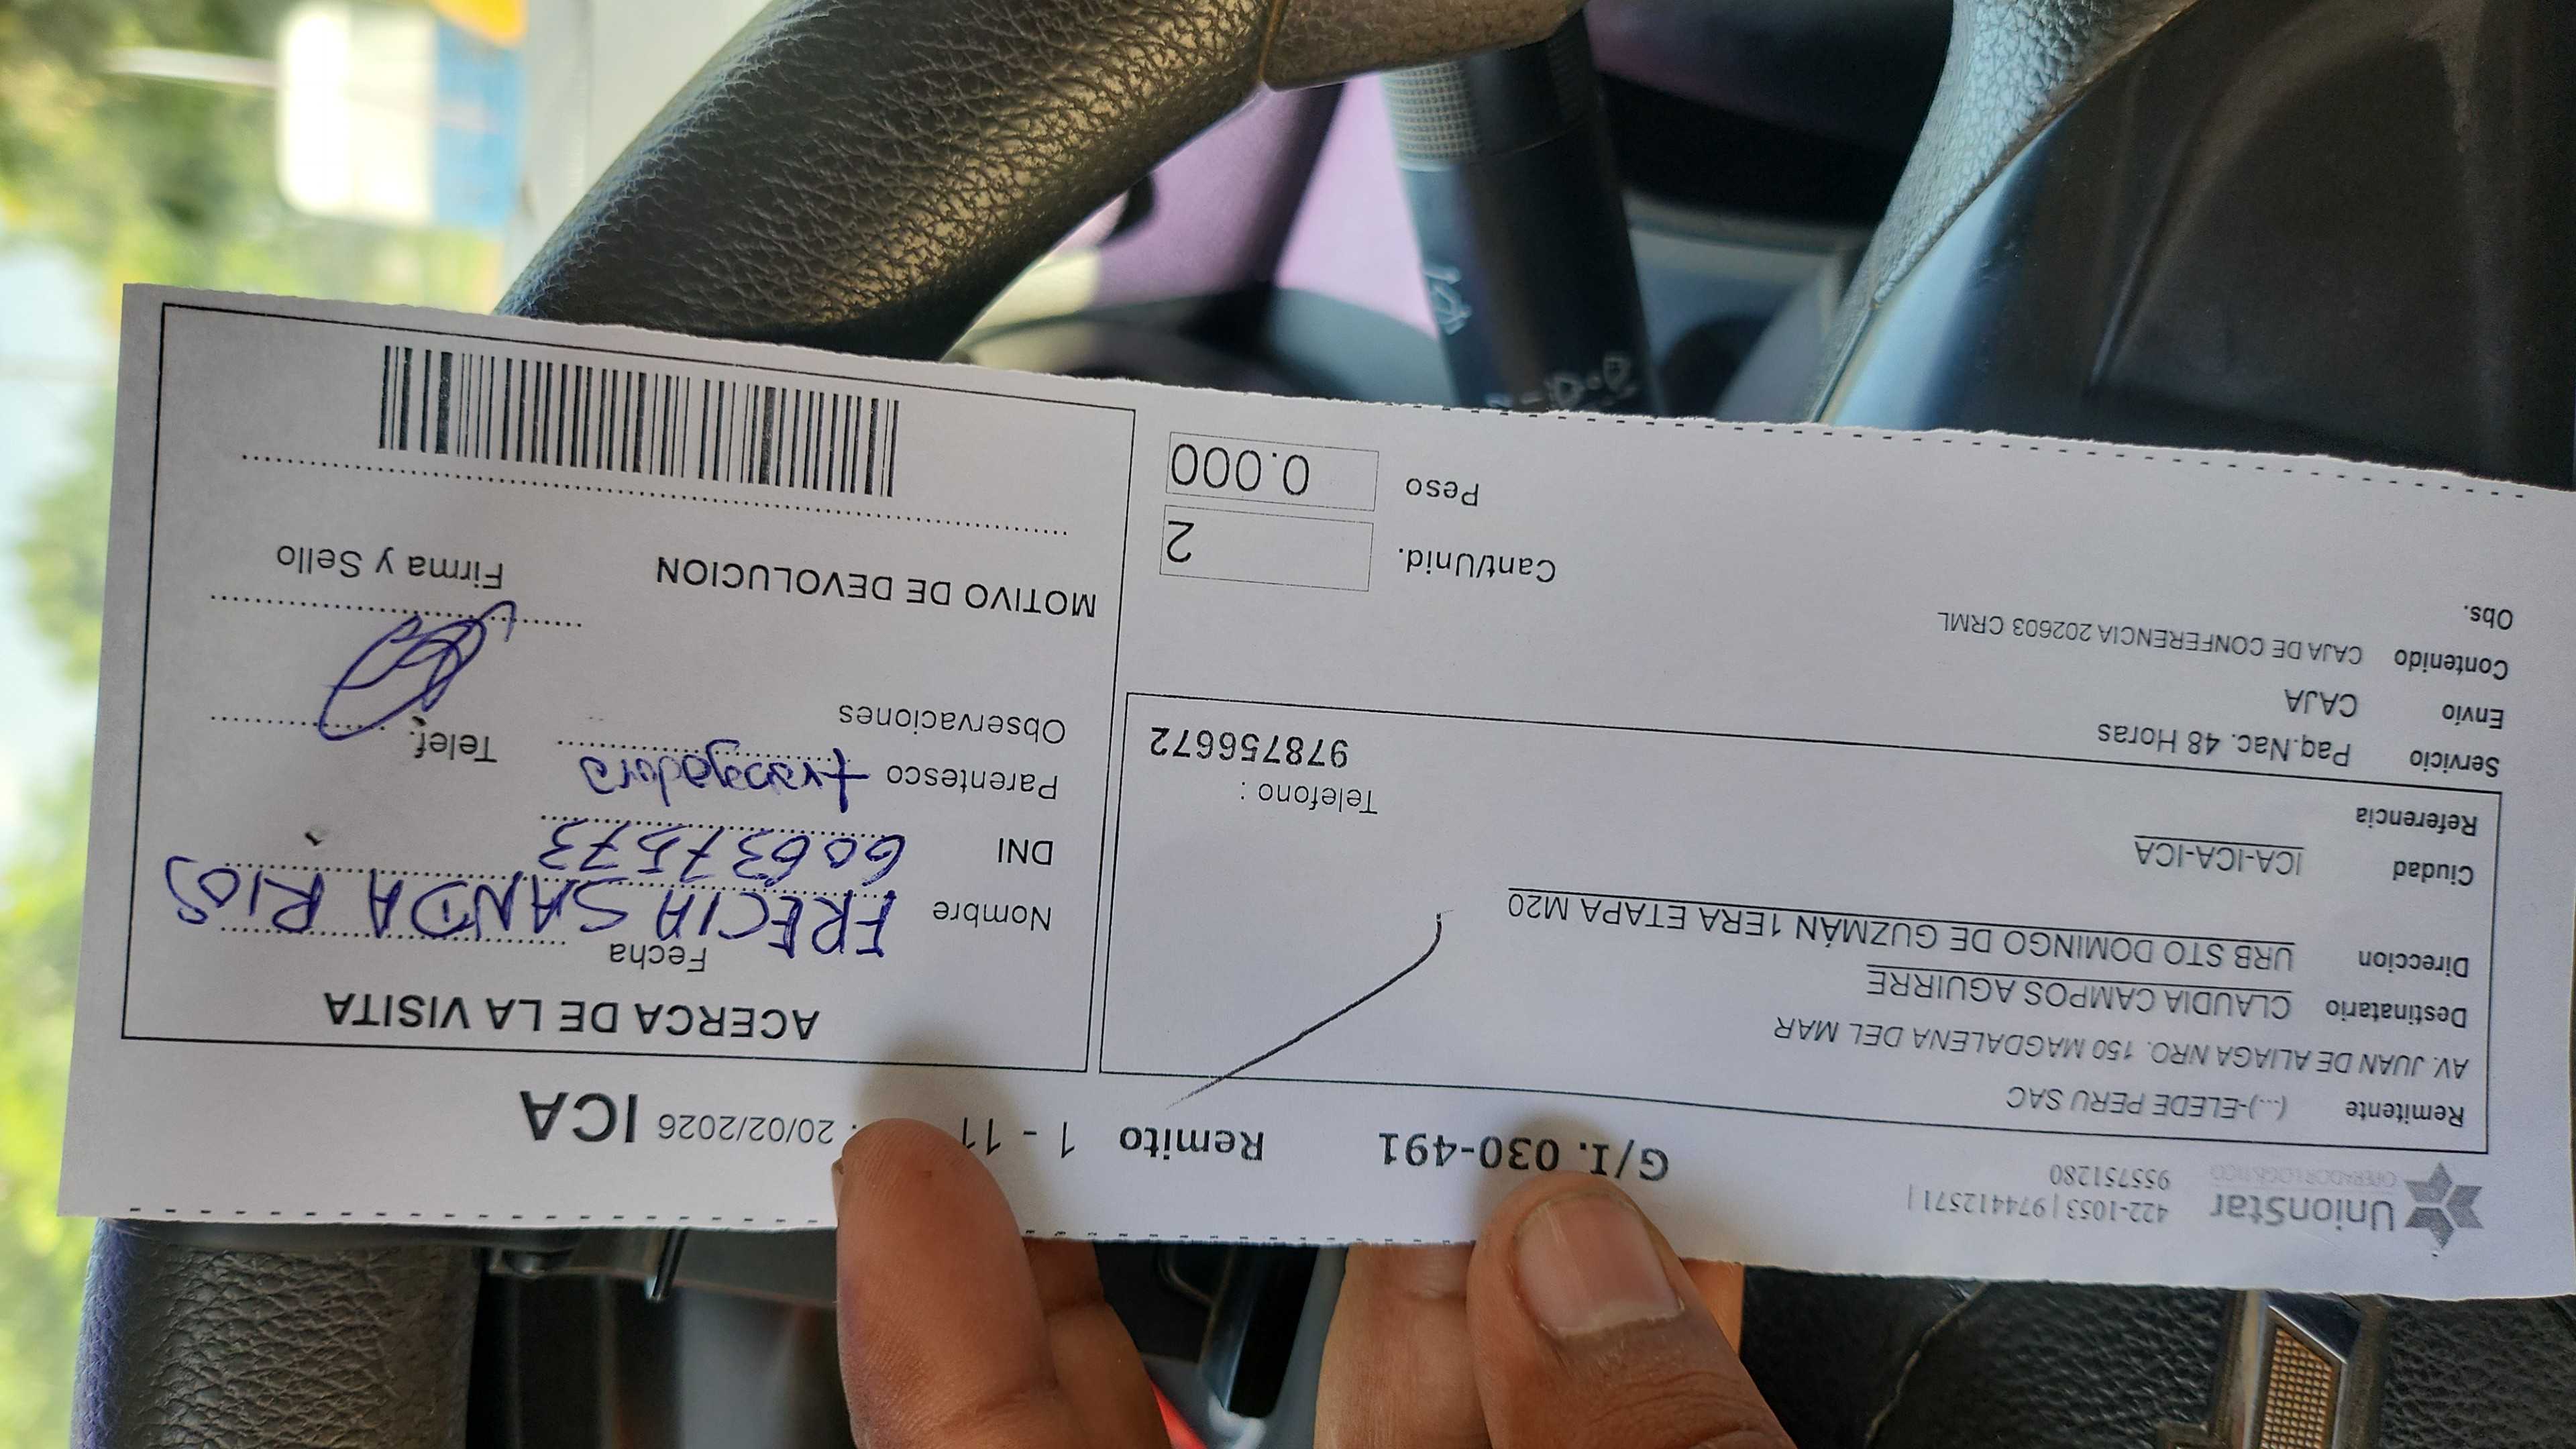 UnionStar
OPERADOR LOGÍSTICO
422-1053 | 974412571 |
955751280
G/I. 030-491 Remito 1 - 11 20/02/2026 ICA
Remitente (...)-ELEDE PERU SAC
AV. JUAN DE ALIAGA NRO. 150 MAGDALENA DEL MAR
Destinatario CLAUDIA CAMPOS AGUIRRE
Direccion URB STO DOMINGO DE GUZMÁN 1ERA ETAPA M20
Ciudad ICA-ICA-ICA
Referencia
Telefono :
978756672
Servicio Paq.Nac. 48 Horas
Envío CAJA
Contenido CAJA DE CONFERENCIA 202603 CRML
Obs.
Cant/Unid. 2
Peso 0.000
ACERCA DE LA VISITA
Fecha
Nombre FRECIA SANDA RIOS
DNI 60637573
Parentesco Telef.
Observaciones
Firma y Sello
MOTIVO DE DEVOLUCION